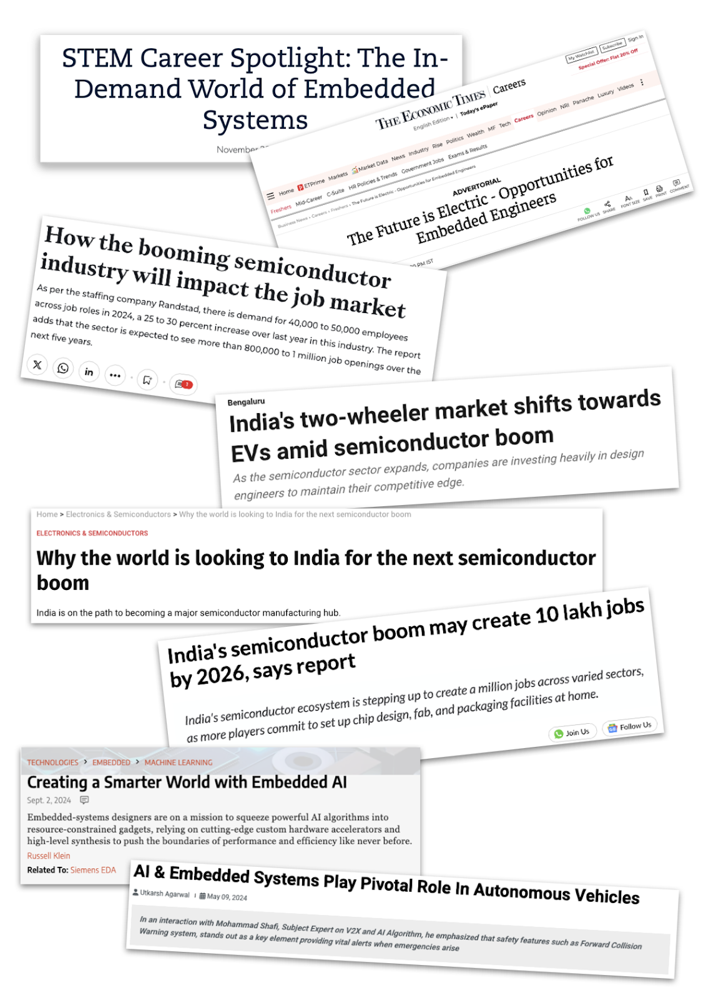 STEM Career Spotlight: The In-
Demand World of Embedded
Systems
November
My Watchlist Subscribe Sign In
Special Offer: Flat 20% Off
THE ECONOMIC TIMES | Careers
English Edition | Today's ePaper
Home ETPrime Markets Market Data News Industry Rise Politics Wealth MF Tech Careers Opinion NRI Panache Luxury Videos
Freshers Mid-Career C-Suite HR Policies & Trends Government Jobs Exams & Results
Business News › Careers › Freshers › The Future is Electric - Opportunities for Embedded Engineers
ADVERTORIAL
The Future is Electric - Opportunities for
Embedded Engineers
FOLLOW US SHARE FONT SIZE SAVE PRINT COMMENT
PM IST
How the booming semiconductor
industry will impact the job market
As per the staffing company Randstad, there is demand for 40,000 to 50,000 employees
across job roles in 2024, a 25 to 30 percent increase over last year in this industry. The report
adds that the sector is expected to see more than 800,000 to 1 million job openings over the
next five years.
1
Bengaluru
India's two-wheeler market shifts towards
EVs amid semiconductor boom
As the semiconductor sector expands, companies are investing heavily in design
engineers to maintain their competitive edge.
Home > Electronics & Semiconductors > Why the world is looking to India for the next semiconductor boom
ELECTRONICS & SEMICONDUCTORS
Why the world is looking to India for the next semiconductor
boom
India is on the path to becoming a major semiconductor manufacturing hub.
India's semiconductor boom may create 10 lakh jobs
by 2026, says report
India's semiconductor ecosystem is stepping up to create a million jobs across varied sectors,
as more players commit to set up chip design, fab, and packaging facilities at home.
Join Us Follow Us
TECHNOLOGIES > EMBEDDED > MACHINE LEARNING
Creating a Smarter World with Embedded AI
Sept. 2, 2024
Embedded-systems designers are on a mission to squeeze powerful AI algorithms into
resource-constrained gadgets, relying on cutting-edge custom hardware accelerators and
high-level synthesis to push the boundaries of performance and efficiency like never before.
Russell Klein
Related To: Siemens EDA
AI & Embedded Systems Play Pivotal Role In Autonomous Vehicles
Utkarsh Agarwal | May 09, 2024
In an interaction with Mohammad Shafi, Subject Expert on V2X and AI Algorithm, he emphasized that safety features such as Forward Collision
Warning system, stands out as a key element providing vital alerts when emergencies arise